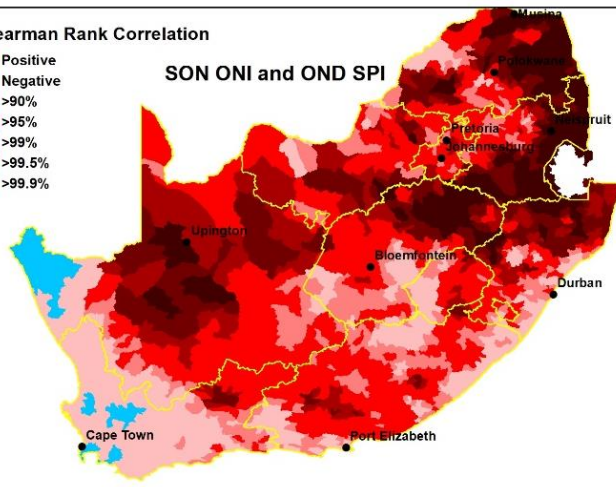 earman Rank Correlation
Positive
Negative
>90%
>95%
>99%
>99.5%
>99.9%
SON ONI and OND SPI
Musina
Polokwane
Nelspruit
Pretoria
Johannesburg
Upington
Bloemfontein
Durban
Cape Town
Port Elizabeth